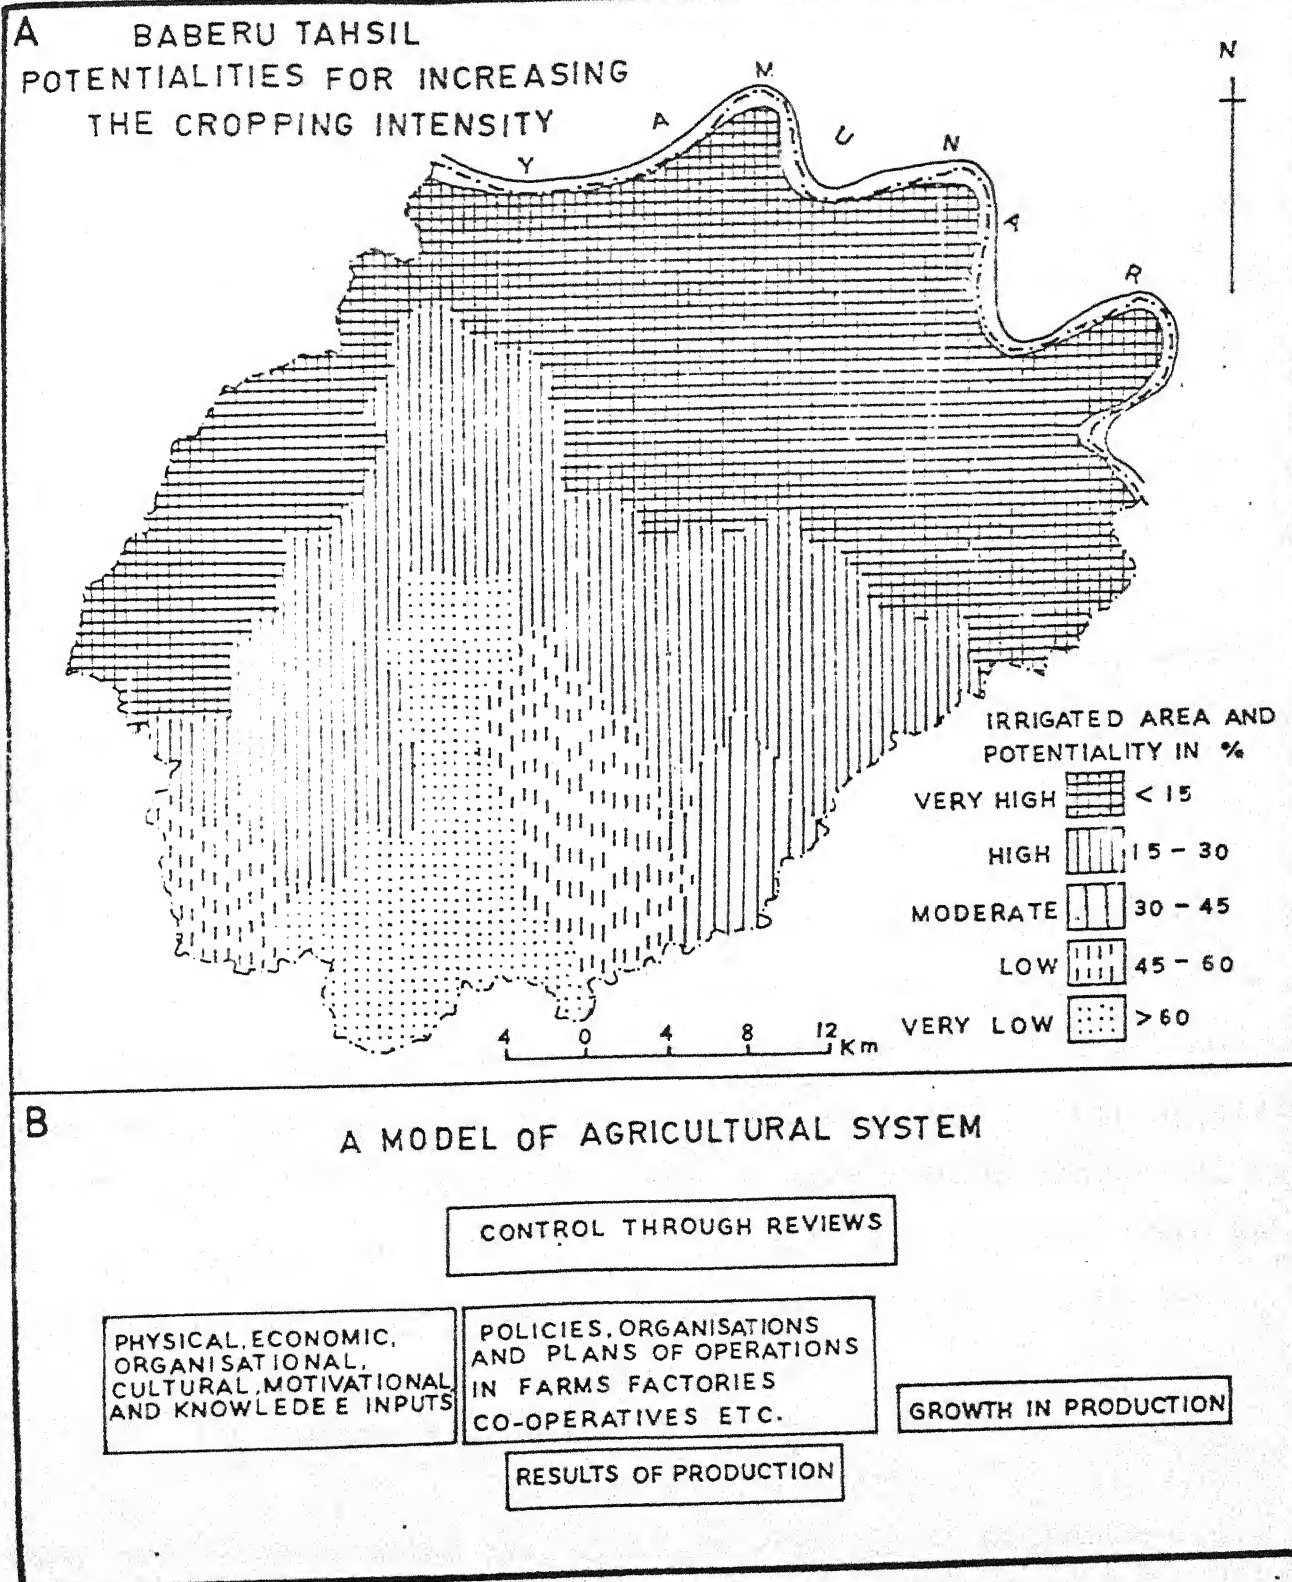 A
BABERU TAHSIL
POTENTIALITIES FOR INCREASING
THE CROPPING INTENSITY
N
Y A M U N A R
IRRIGATED AREA AND
POTENTIALITY IN %
VERY HIGH < 15
HIGH 15 - 30
MODERATE 30 - 45
LOW 45 - 60
VERY LOW >60
4 0 4 8 12 Km
B
A MODEL OF AGRICULTURAL SYSTEM
CONTROL THROUGH REVIEWS
PHYSICAL, ECONOMIC,
ORGANISATIONAL,
CULTURAL, MOTIVATIONAL
AND KNOWLEDEE INPUTS
POLICIES, ORGANISATIONS
AND PLANS OF OPERATIONS
IN FARMS FACTORIES
CO-OPERATIVES ETC.
GROWTH IN PRODUCTION
RESULTS OF PRODUCTION